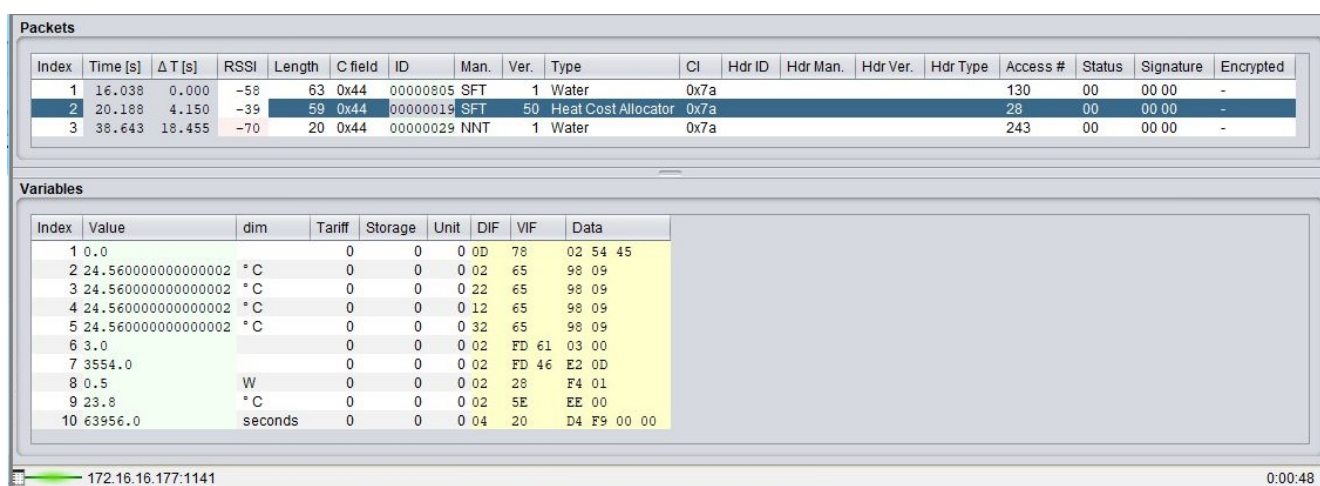 Packets
Index Time [s] Δ T [s] RSSI Length C field ID Man. Ver. Type CI Hdr ID Hdr Man. Hdr Ver. Hdr Type Access # Status Signature Encrypted
1 16.038 0.000 -58 63 0x44 00000805 SFT 1 Water 0x7a 130 00 00 00 -
2 20.188 4.150 -39 59 0x44 00000019 SFT 50 Heat Cost Allocator 0x7a 28 00 00 00 -
3 38.643 18.455 -70 20 0x44 00000029 NNT 1 Water 0x7a 243 00 00 00 -
Variables
Index Value dim Tariff Storage Unit DIF VIF Data
1 0.0 0 0 0 0D 78 02 54 45
2 24.560000000000002 °C 0 0 0 02 65 98 09
3 24.560000000000002 °C 0 0 0 22 65 98 09
4 24.560000000000002 °C 0 0 0 12 65 98 09
5 24.560000000000002 °C 0 0 0 32 65 98 09
6 3.0 0 0 0 02 FD 61 03 00
7 3554.0 0 0 0 02 FD 46 E2 0D
8 0.5 W 0 0 0 02 28 F4 01
9 23.8 °C 0 0 0 02 5E EE 00
10 63956.0 seconds 0 0 0 04 20 D4 F9 00 00
172.16.16.177:1141 0:00:48